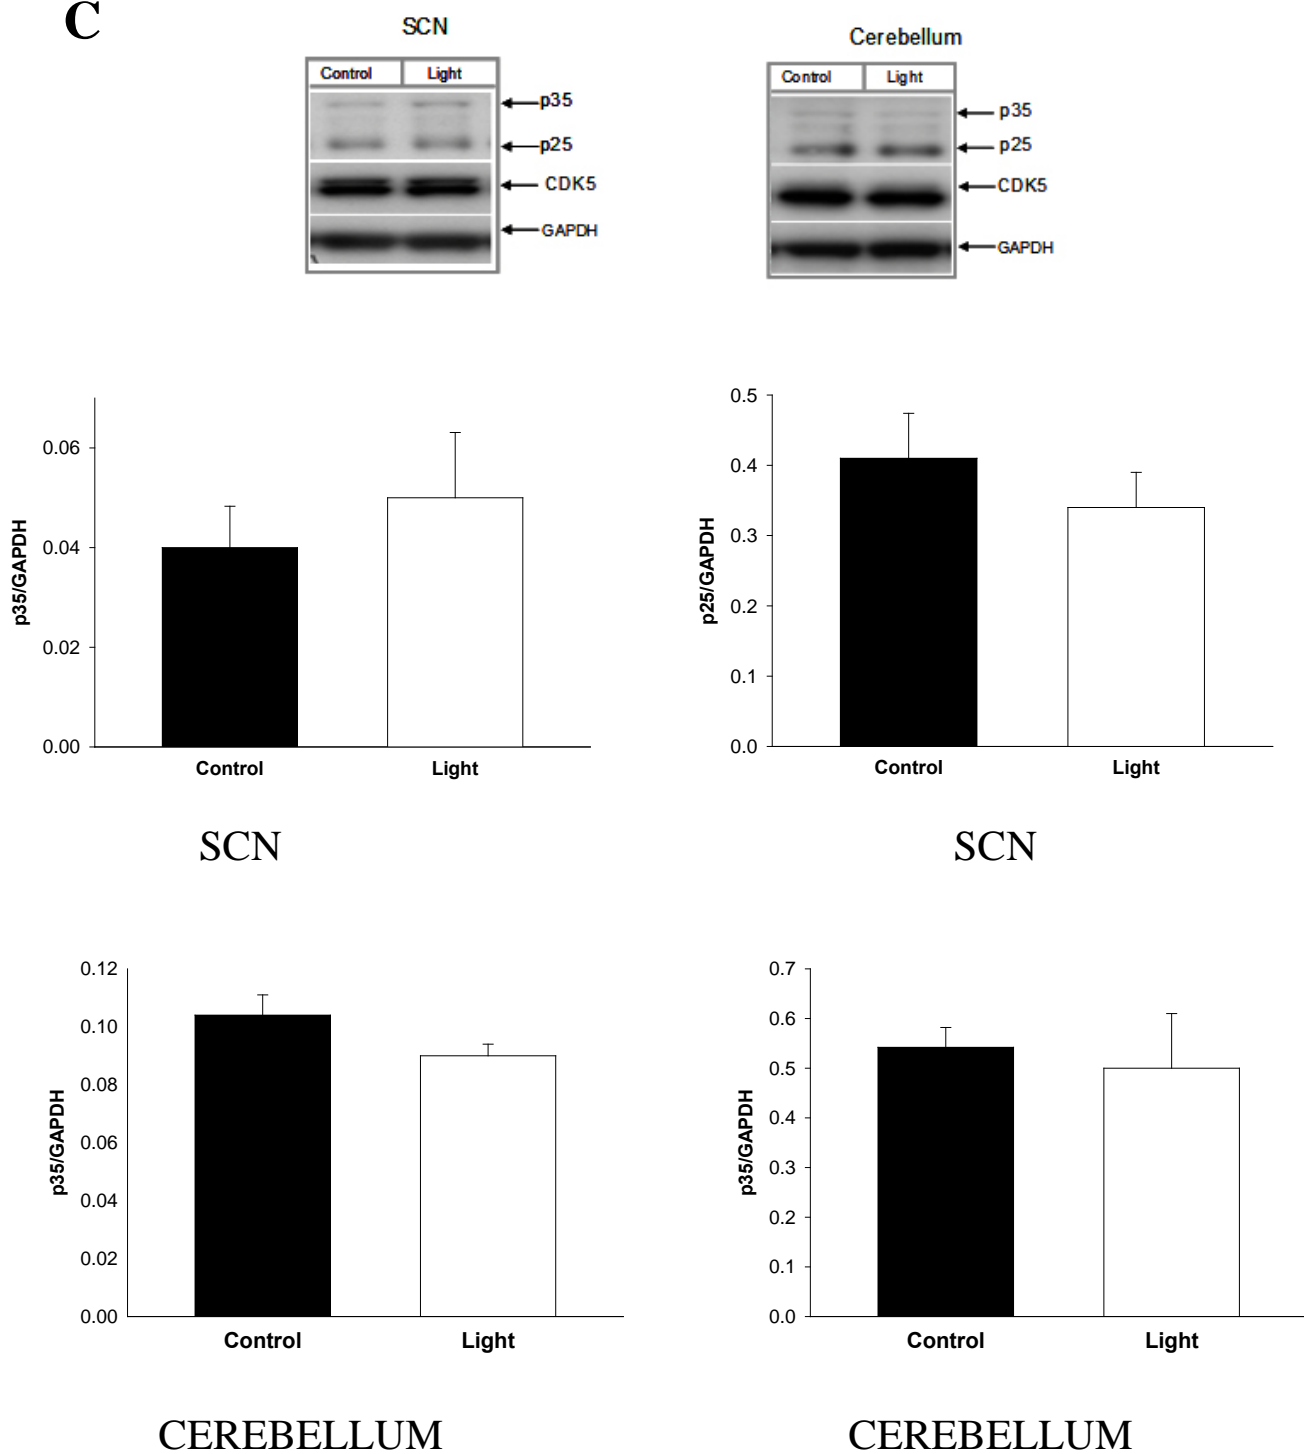 C
SCN
Control Light
p35
p25
CDK5
GAPDH
Cerebellum
Control Light
p35
p25
CDK5
GAPDH
p35/GAPDH
0.06
0.04
0.02
0.00
Control Light
SCN
p25/GAPDH
0.5
0.4
0.3
0.2
0.1
0.0
Control Light
SCN
p35/GAPDH
0.12
0.10
0.08
0.06
0.04
0.02
0.00
Control Light
CEREBELLUM
p35/GAPDH
0.7
0.6
0.5
0.4
0.3
0.2
0.1
0.0
Control Light
CEREBELLUM